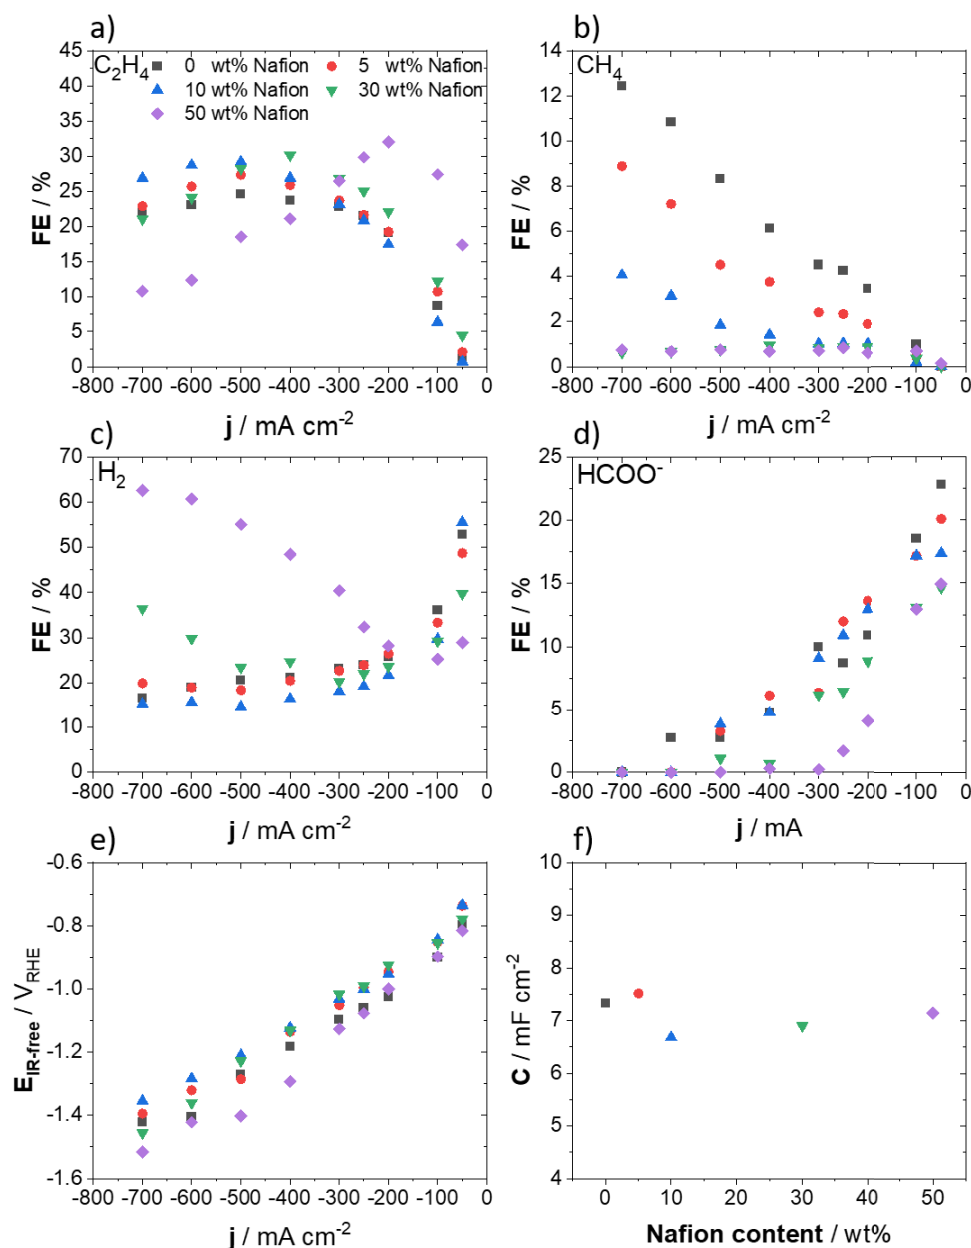 a)
45
40
35
30
25
20
15
10
5
0
C₂H₄
0 wt% Nafion
5 wt% Nafion
10 wt% Nafion
30 wt% Nafion
50 wt% Nafion
FE / %
-800 -700 -600 -500 -400 -300 -200 -100 0
j / mA cm⁻²
b)
14
12
10
8
6
4
2
0
CH₄
FE / %
-800 -700 -600 -500 -400 -300 -200 -100 0
j / mA cm⁻²
c)
70
60
50
40
30
20
10
0
H₂
FE / %
-800 -700 -600 -500 -400 -300 -200 -100 0
j / mA cm⁻²
d)
25
20
15
10
5
0
HCOO⁻
FE / %
-800 -700 -600 -500 -400 -300 -200 -100 0
j / mA
e)
-0.6
-0.8
-1.0
-1.2
-1.4
-1.6
E_IR-free / V_RHE
-800 -700 -600 -500 -400 -300 -200 -100 0
j / mA cm⁻²
f)
10
9
8
7
6
5
4
C / mF cm⁻²
0 10 20 30 40 50
Nafion content / wt%